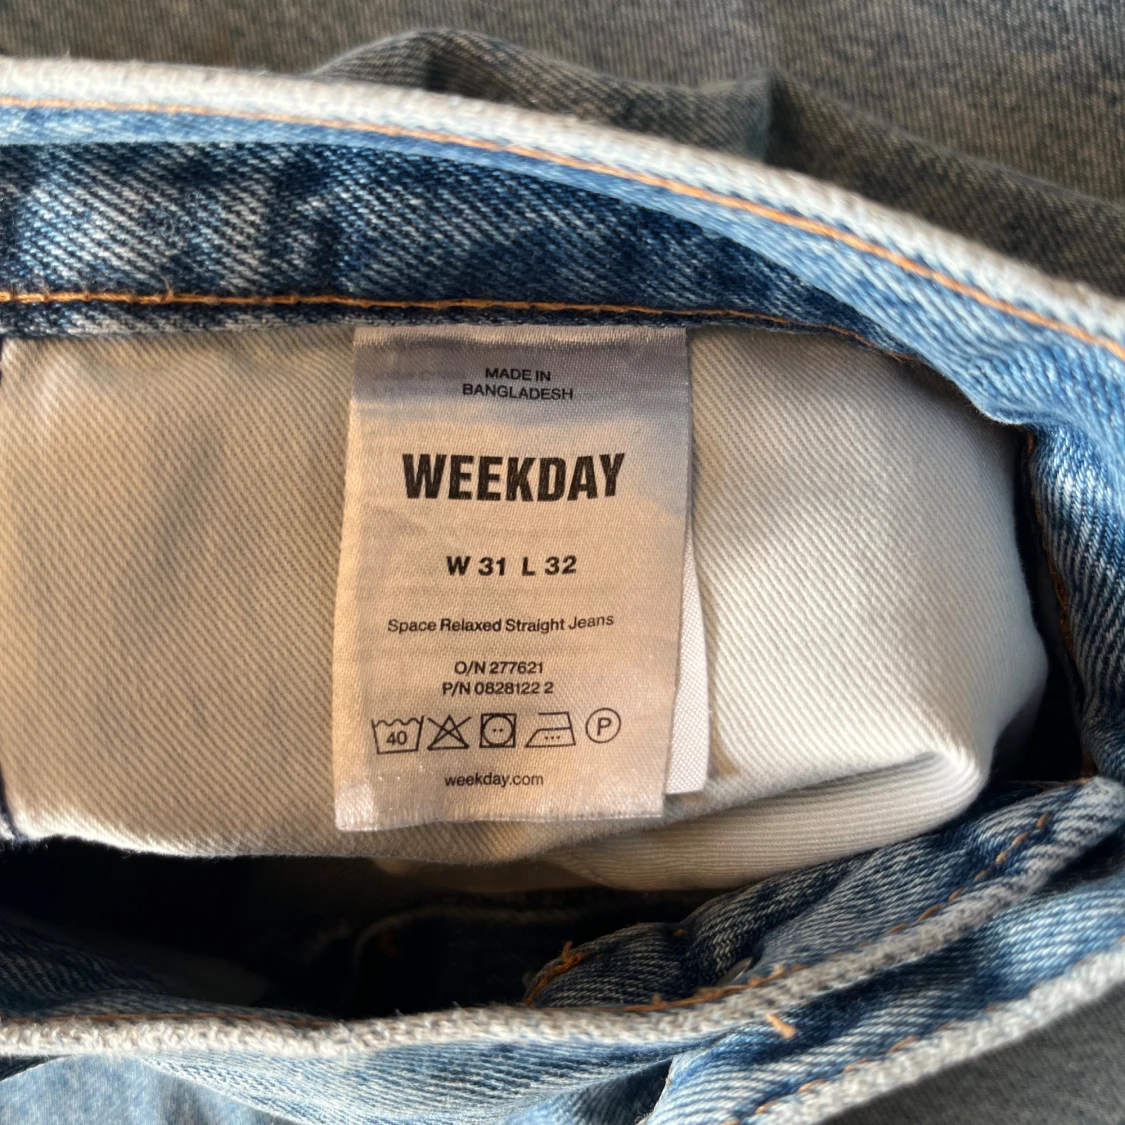 MADE IN
BANGLADESH
WEEKDAY
W 31 L 32
Space Relaxed Straight Jeans
O/N 277621
P/N 0828122 2
40 P
weekday.com